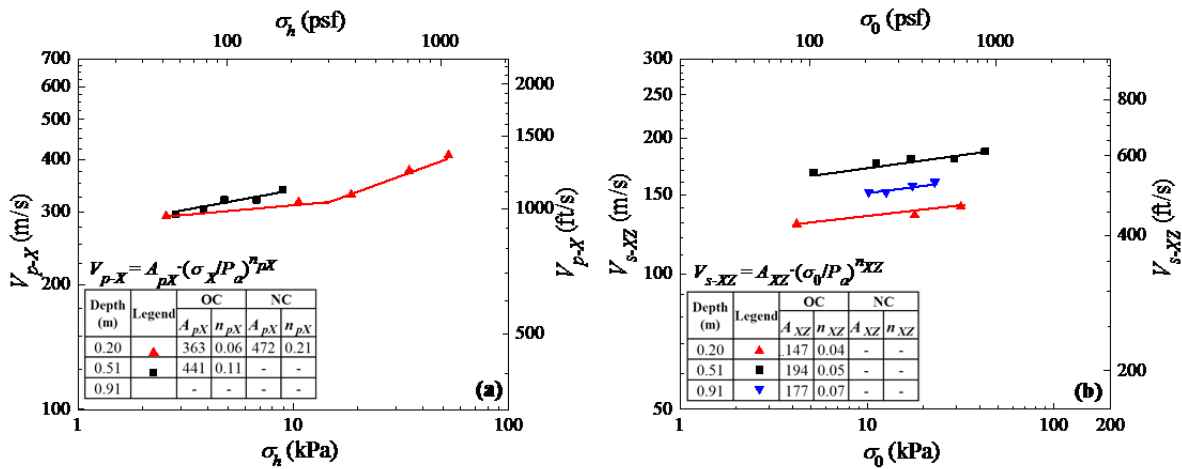 σh (psf)
100 1000
700
600
500
400
300
200
100
Vp-X (m/s)
2000
1500
1000
500
Vp-X (ft/s)
Vp-X = ApX·(σX/Pa)^npX
Depth (m) Legend OC NC
ApX npX ApX npX
0.20 363 0.06 472 0.21
0.51 441 0.11 - -
0.91 - - - -
(a)
1 10 100
σh (kPa)
σ0 (psf)
100 1000
300
250
200
150
100
50
Vs-XZ (m/s)
800
600
400
200
Vs-XZ (ft/s)
Vs-XZ = AXZ·(σ0/Pa)^nXZ
Depth (m) Legend OC NC
AXZ nXZ AXZ nXZ
0.20 147 0.04 - -
0.51 194 0.05 - -
0.91 177 0.07 - -
(b)
1 10 100 200
σ0 (kPa)